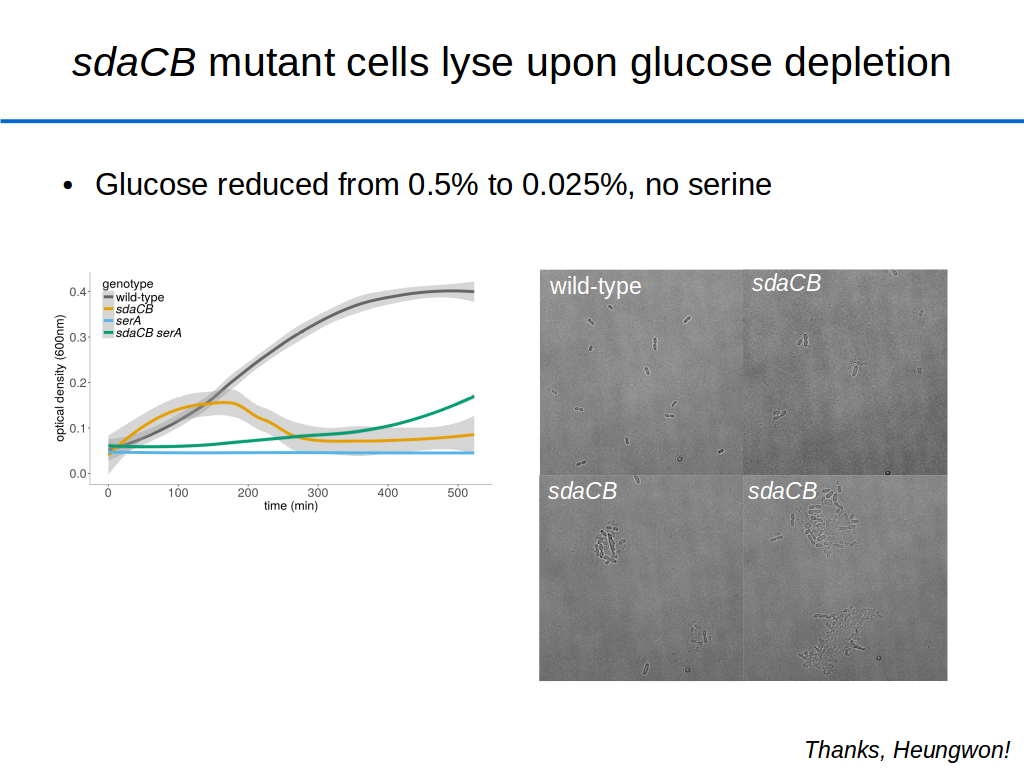 sdaCB mutant cells lyse upon glucose depletion
• Glucose reduced from 0.5% to 0.025%, no serine
genotype
wild-type
sdaCB
serA
sdaCB serA
optical density (600nm)
0.4
0.3
0.2
0.1
0.0
0 100 200 300 400 500
time (min)
wild-type
sdaCB
sdaCB
sdaCB
Thanks, Heungwon!